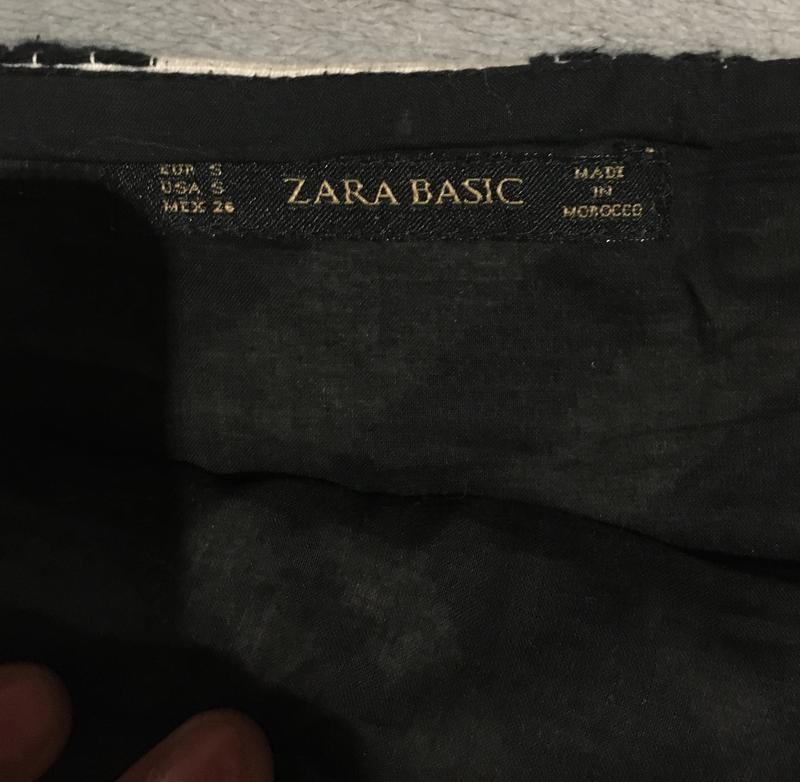 EUR S
USA S
MEX 26
ZARA BASIC
MADE
IN
MOROCCO